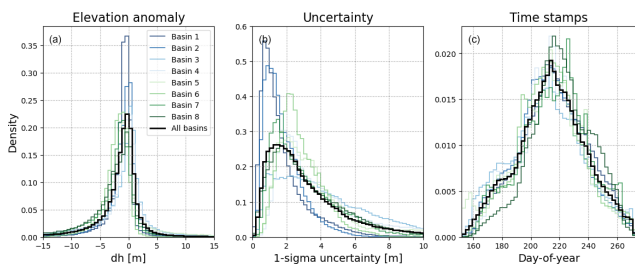 Elevation anomaly
Uncertainty
Time stamps
(a)
(b)
(c)
Basin 1
Basin 2
Basin 3
Basin 4
Basin 5
Basin 6
Basin 7
Basin 8
All basins
Density
0.35
0.30
0.25
0.20
0.15
0.10
0.05
0.00
-15 -10 -5 0 5 10 15
dh [m]
0.6
0.5
0.4
0.3
0.2
0.1
0.0
0 2 4 6 8 10
1-sigma uncertainty [m]
0.020
0.015
0.010
0.005
0.000
160 180 200 220 240 260
Day-of-year